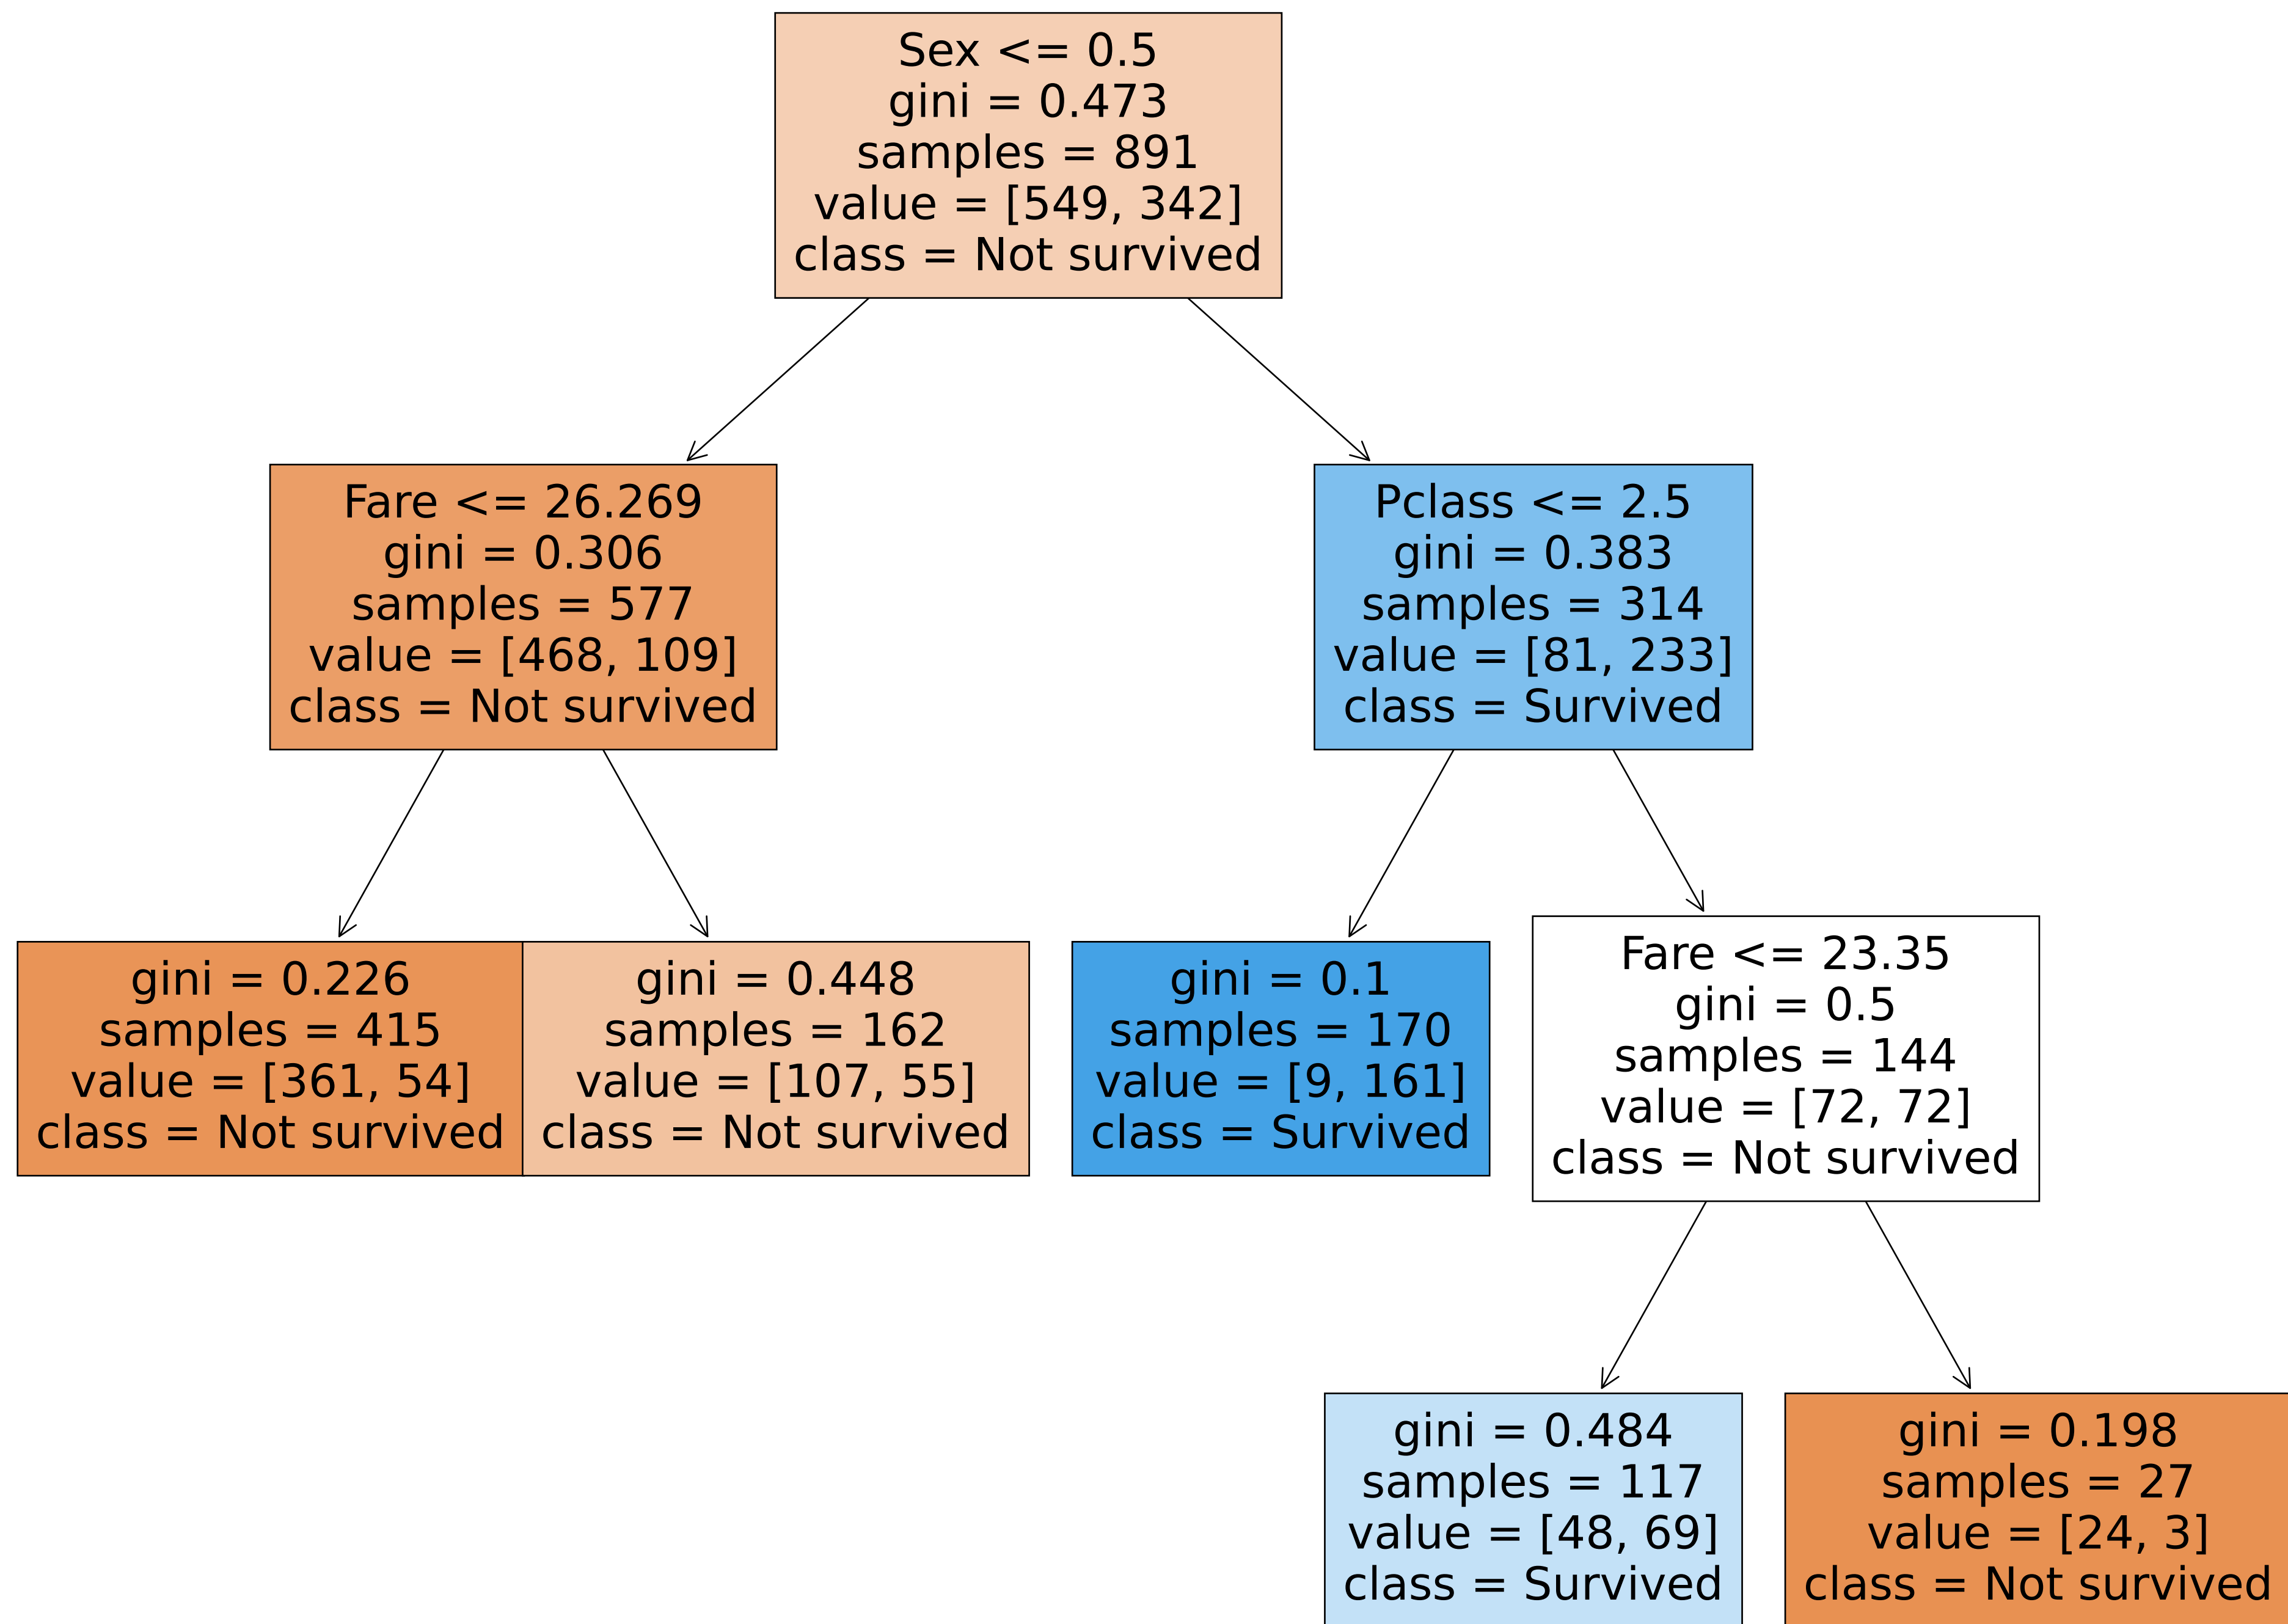 Sex <= 0.5
gini = 0.473
samples = 891
value = [549, 342]
class = Not survived
Fare <= 26.269
gini = 0.306
samples = 577
value = [468, 109]
class = Not survived
Pclass <= 2.5
gini = 0.383
samples = 314
value = [81, 233]
class = Survived
gini = 0.226
samples = 415
value = [361, 54]
class = Not survived
gini = 0.448
samples = 162
value = [107, 55]
class = Not survived
gini = 0.1
samples = 170
value = [9, 161]
class = Survived
Fare <= 23.35
gini = 0.5
samples = 144
value = [72, 72]
class = Not survived
gini = 0.484
samples = 117
value = [48, 69]
class = Survived
gini = 0.198
samples = 27
value = [24, 3]
class = Not survived